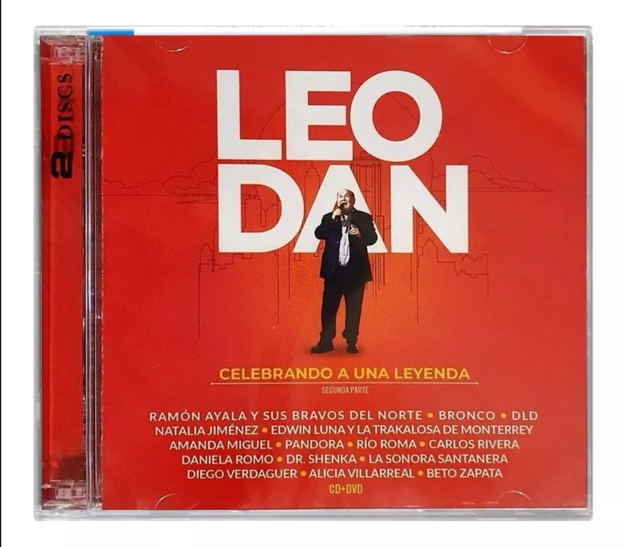 2 DISCS
LEO
DAN
CELEBRANDO A UNA LEYENDA
SEGUNDA PARTE
RAMÓN AYALA Y SUS BRAVOS DEL NORTE • BRONCO • DLD
NATALIA JIMÉNEZ • EDWIN LUNA Y LA TRAKALOSA DE MONTERREY
AMANDA MIGUEL • PANDORA • RÍO ROMA • CARLOS RIVERA
DANIELA ROMO • DR. SHENKA • LA SONORA SANTANERA
DIEGO VERDAGUER • ALICIA VILLARREAL • BETO ZAPATA
CD+DVD